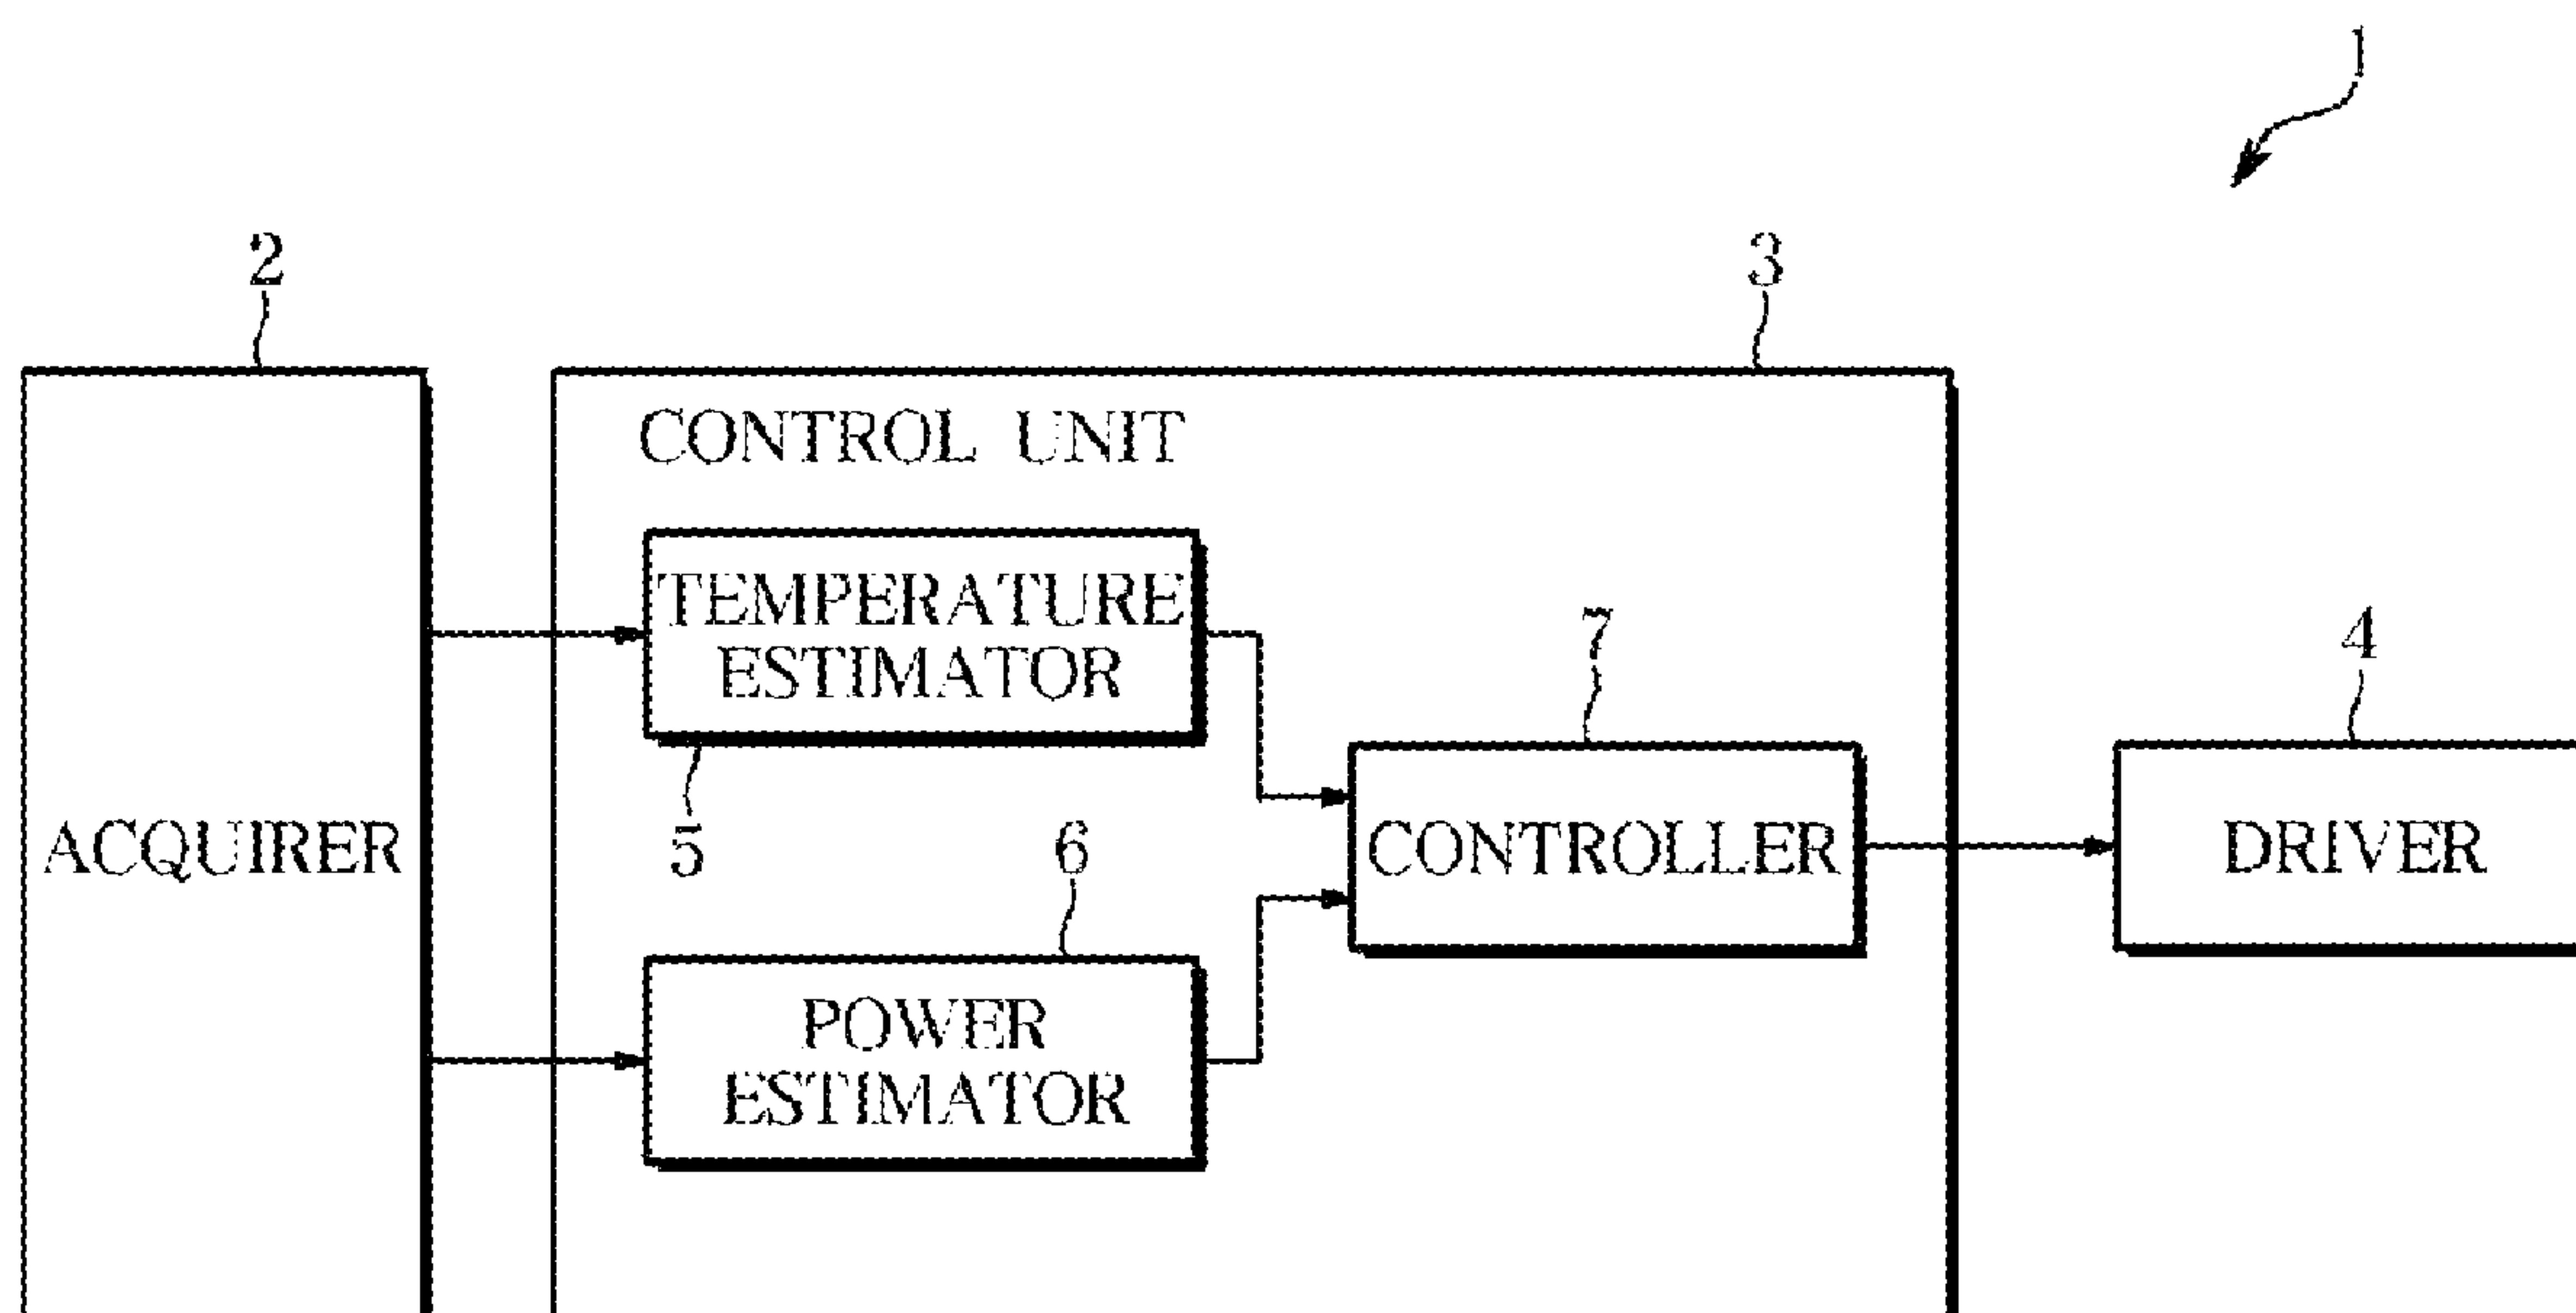 1
2
3
CONTROL UNIT
TEMPERATURE
ESTIMATOR
5
7
4
ACQUIRER
CONTROLLER
DRIVER
6
POWER
ESTIMATOR